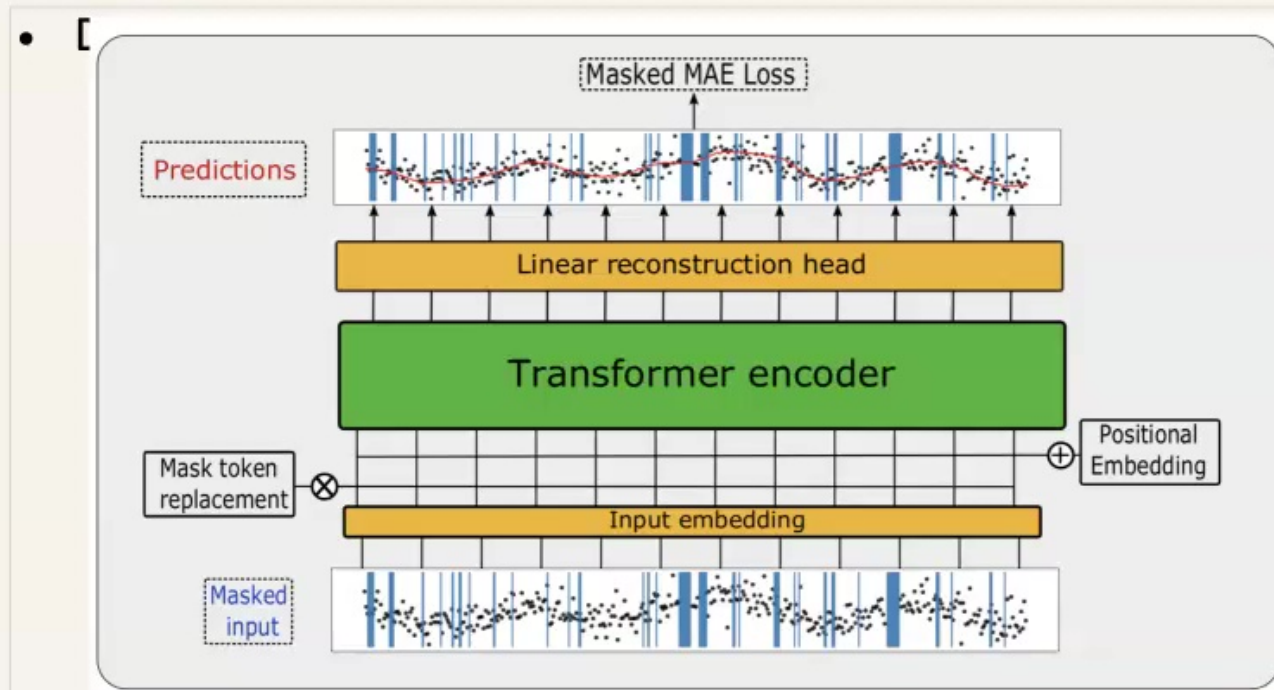 Masked MAE Loss
Predictions
Linear reconstruction head
Transformer encoder
Positional
Embedding
Mask token
replacement
Input embedding
Masked
input